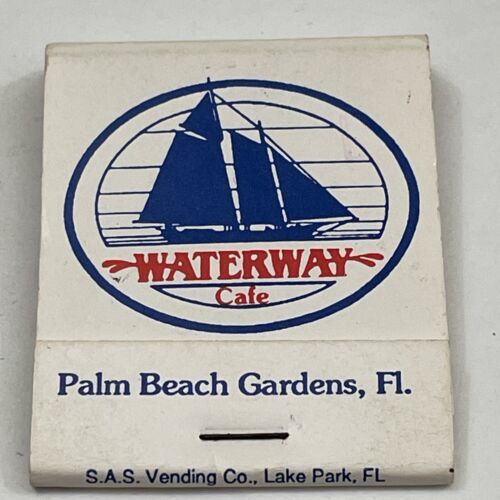 WATERWAY
Cafe
Palm Beach Gardens, Fl.
S.A.S. Vending Co., Lake Park, FL